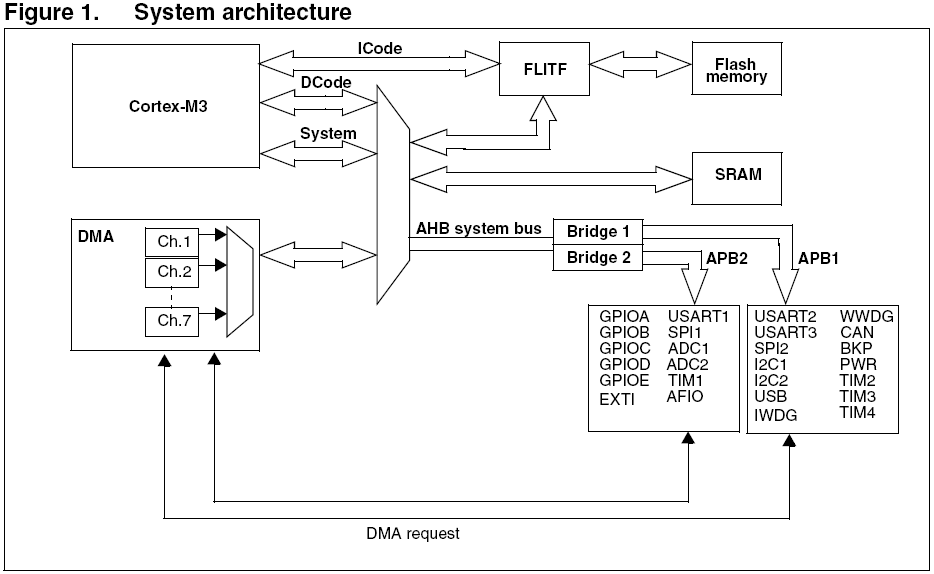 Figure 1. System architecture
ICode
FLITF
Flash
memory
DCode
Cortex-M3
System
SRAM
DMA
Ch.1
Ch.2
Ch.7
AHB system bus
Bridge 1
Bridge 2
APB2
APB1
GPIOA USART1
GPIOB SPI1
GPIOC ADC1
GPIOD ADC2
GPIOE TIM1
EXTI AFIO
USART2 WWDG
USART3 CAN
SPI2 BKP
I2C1 PWR
I2C2 TIM2
USB TIM3
IWDG TIM4
DMA request